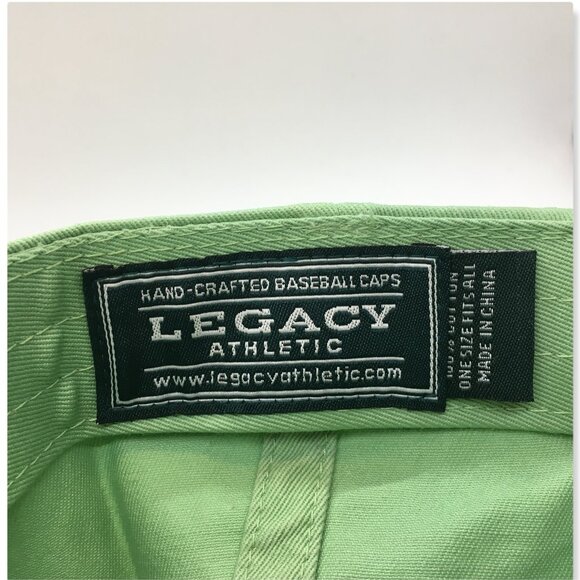 HAND-CRAFTED BASEBALL CAPS
LEGACY
ATHLETIC
www.legacyathletic.com
100% COTTON
ONE SIZE FITS ALL
MADE IN CHINA